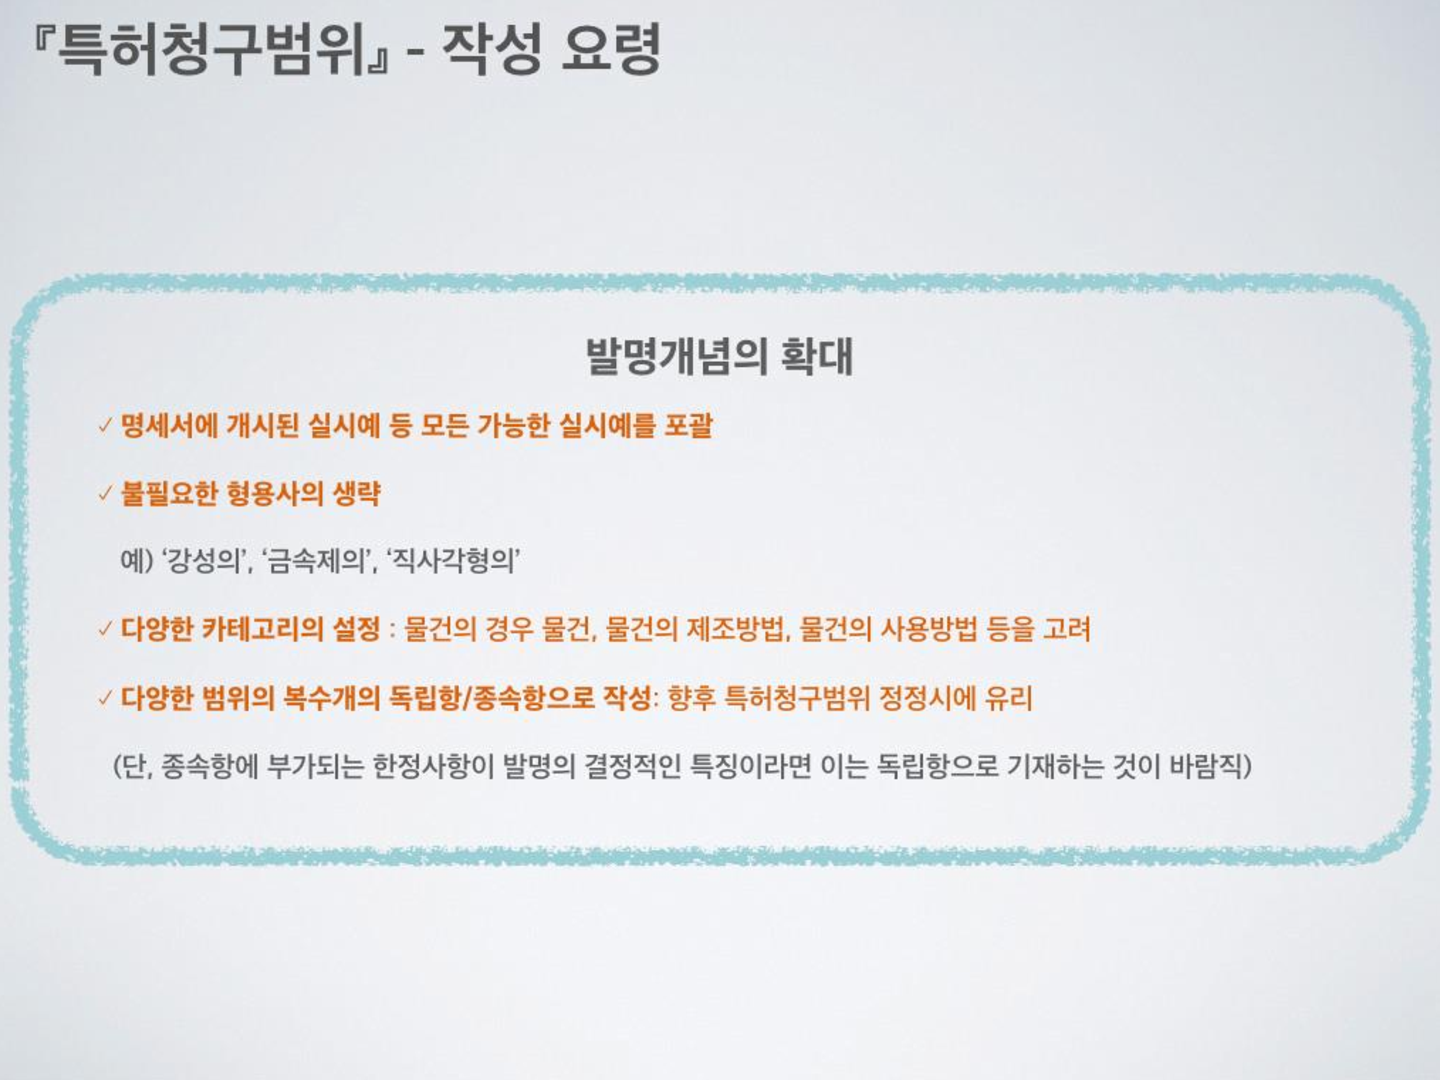 『특허청구범위』 - 작성 요령
발명개념의 확대
✓ 명세서에 개시된 실시예 등 모든 가능한 실시예를 포괄
✓ 불필요한 형용사의 생략
예) ‘강성의’, ‘금속제의’, ‘직사각형의’
✓ 다양한 카테고리의 설정 : 물건의 경우 물건, 물건의 제조방법, 물건의 사용방법 등을 고려
✓ 다양한 범위의 복수개의 독립항/종속항으로 작성: 향후 특허청구범위 정정시에 유리
(단, 종속항에 부가되는 한정사항이 발명의 결정적인 특징이라면 이는 독립항으로 기재하는 것이 바람직)